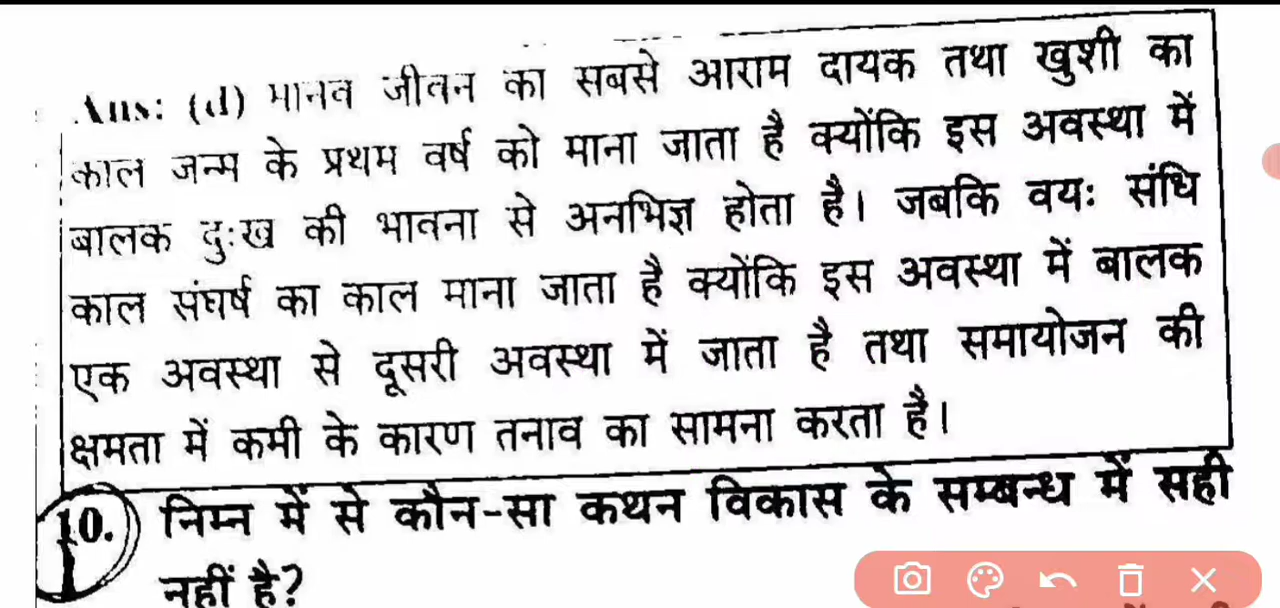 Ans: (d) मानव जीवन का सबसे आराम दायक तथा खुशी का
काल जन्म के प्रथम वर्ष को माना जाता है क्योंकि इस अवस्था में
बालक दुःख की भावना से अनभिज्ञ होता है। जबकि वयः संधि
काल संघर्ष का काल माना जाता है क्योंकि इस अवस्था में बालक
एक अवस्था से दूसरी अवस्था में जाता है तथा समायोजन की
क्षमता में कमी के कारण तनाव का सामना करता है।
10. निम्न में से कौन-सा कथन विकास के सम्बन्ध में सही
नहीं है?